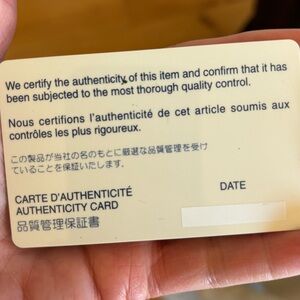 We certify the authenticity of this item and confirm that it has
been subjected to the most thorough quality control.
Nous certifions l'authenticité de cet article soumis aux
contrôles les plus rigoureux.
この製品が当社の名のもとに厳選な品質管理を受け
ていることを保証いたします。
CARTE D'AUTHENTICITÉ
AUTHENTICITY CARD
品質管理保証書
DATE